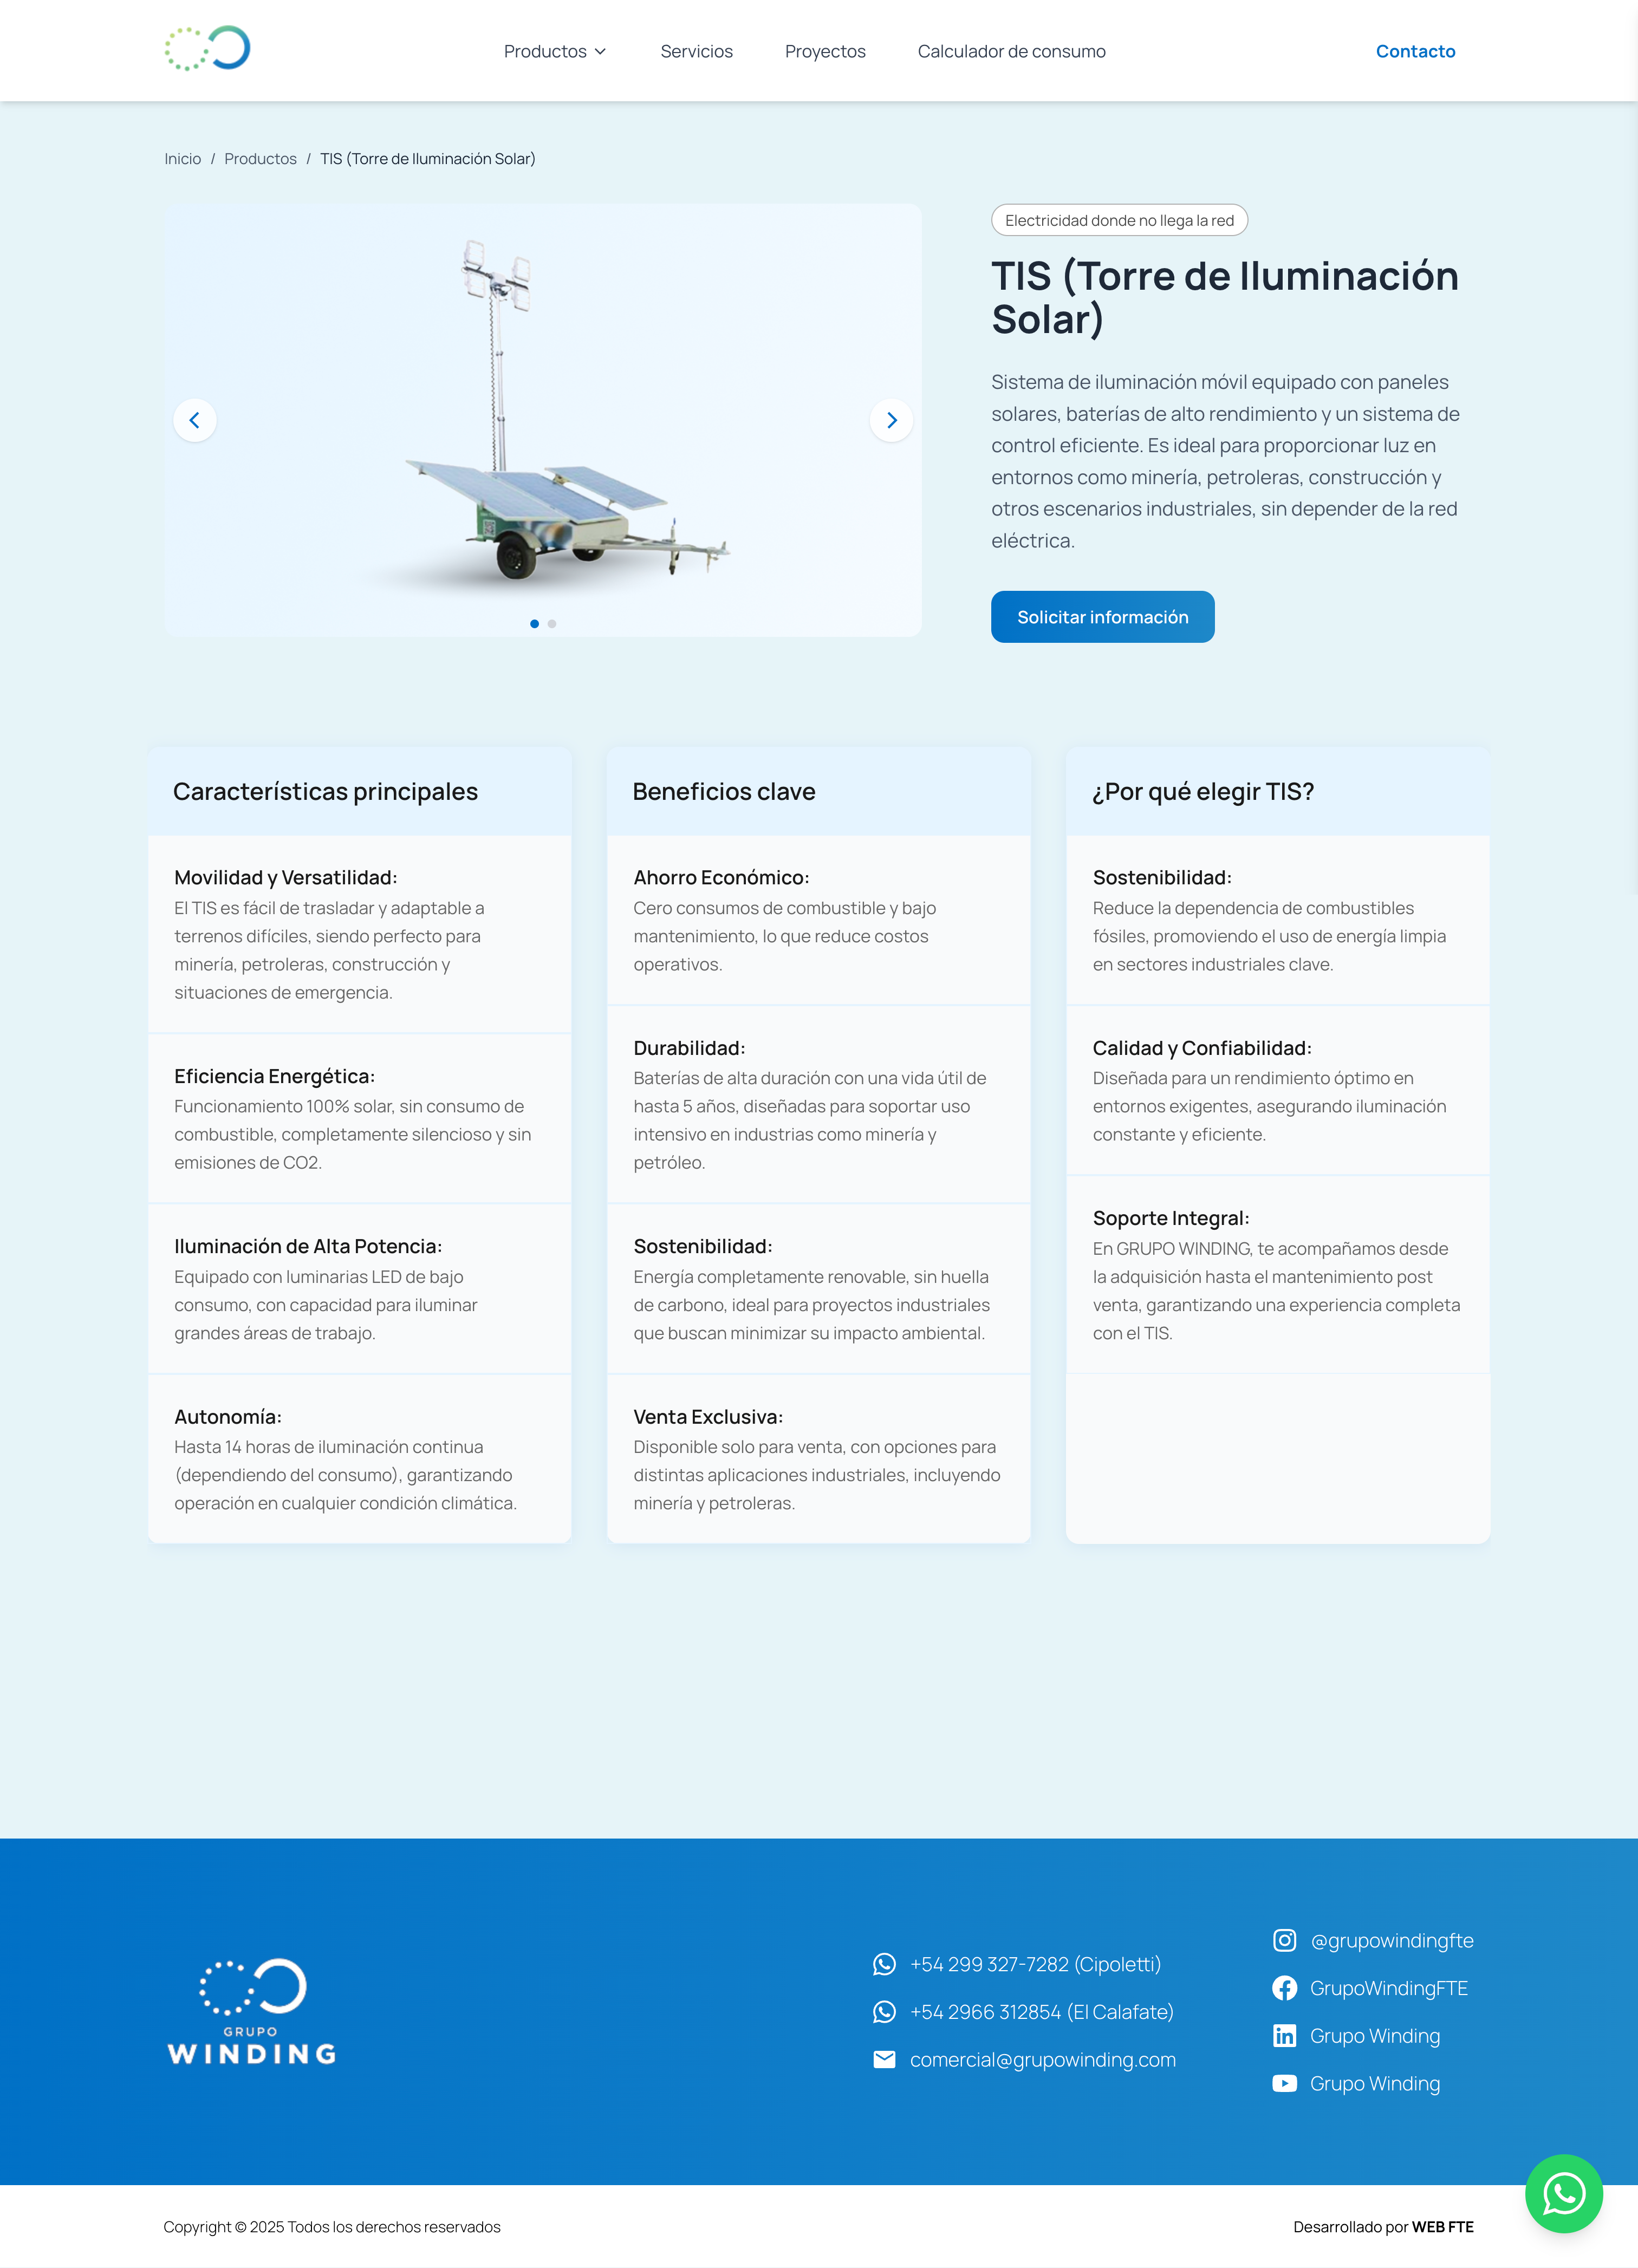 Productos
Servicios
Proyectos
Calculador de consumo
Contacto
Inicio / Productos / TIS (Torre de Iluminación Solar)
Electricidad donde no llega la red
TIS (Torre de Iluminación
Solar)
Sistema de iluminación móvil equipado con paneles
solares, baterías de alto rendimiento y un sistema de
control eficiente. Es ideal para proporcionar luz en
entornos como minería, petroleras, construcción y
otros escenarios industriales, sin depender de la red
eléctrica.
Solicitar información
Características principales
Movilidad y Versatilidad:
El TIS es fácil de trasladar y adaptable a
terrenos difíciles, siendo perfecto para
minería, petroleras, construcción y
situaciones de emergencia.
Eficiencia Energética:
Funcionamiento 100% solar, sin consumo de
combustible, completamente silencioso y sin
emisiones de CO2.
Iluminación de Alta Potencia:
Equipado con luminarias LED de bajo
consumo, con capacidad para iluminar
grandes áreas de trabajo.
Autonomía:
Hasta 14 horas de iluminación continua
(dependiendo del consumo), garantizando
operación en cualquier condición climática.
Beneficios clave
Ahorro Económico:
Cero consumos de combustible y bajo
mantenimiento, lo que reduce costos
operativos.
Durabilidad:
Baterías de alta duración con una vida útil de
hasta 5 años, diseñadas para soportar uso
intensivo en industrias como minería y
petróleo.
Sostenibilidad:
Energía completamente renovable, sin huella
de carbono, ideal para proyectos industriales
que buscan minimizar su impacto ambiental.
Venta Exclusiva:
Disponible solo para venta, con opciones para
distintas aplicaciones industriales, incluyendo
minería y petroleras.
¿Por qué elegir TIS?
Sostenibilidad:
Reduce la dependencia de combustibles
fósiles, promoviendo el uso de energía limpia
en sectores industriales clave.
Calidad y Confiabilidad:
Diseñada para un rendimiento óptimo en
entornos exigentes, asegurando iluminación
constante y eficiente.
Soporte Integral:
En GRUPO WINDING, te acompañamos desde
la adquisición hasta el mantenimiento post
venta, garantizando una experiencia completa
con el TIS.
GRUPO
WINDING
+54 299 327-7282 (Cipoletti)
+54 2966 312854 (El Calafate)
comercial@grupowinding.com
@grupowindingfte
GrupoWindingFTE
Grupo Winding
Grupo Winding
Copyright © 2025 Todos los derechos reservados
Desarrollado por WEB FTE